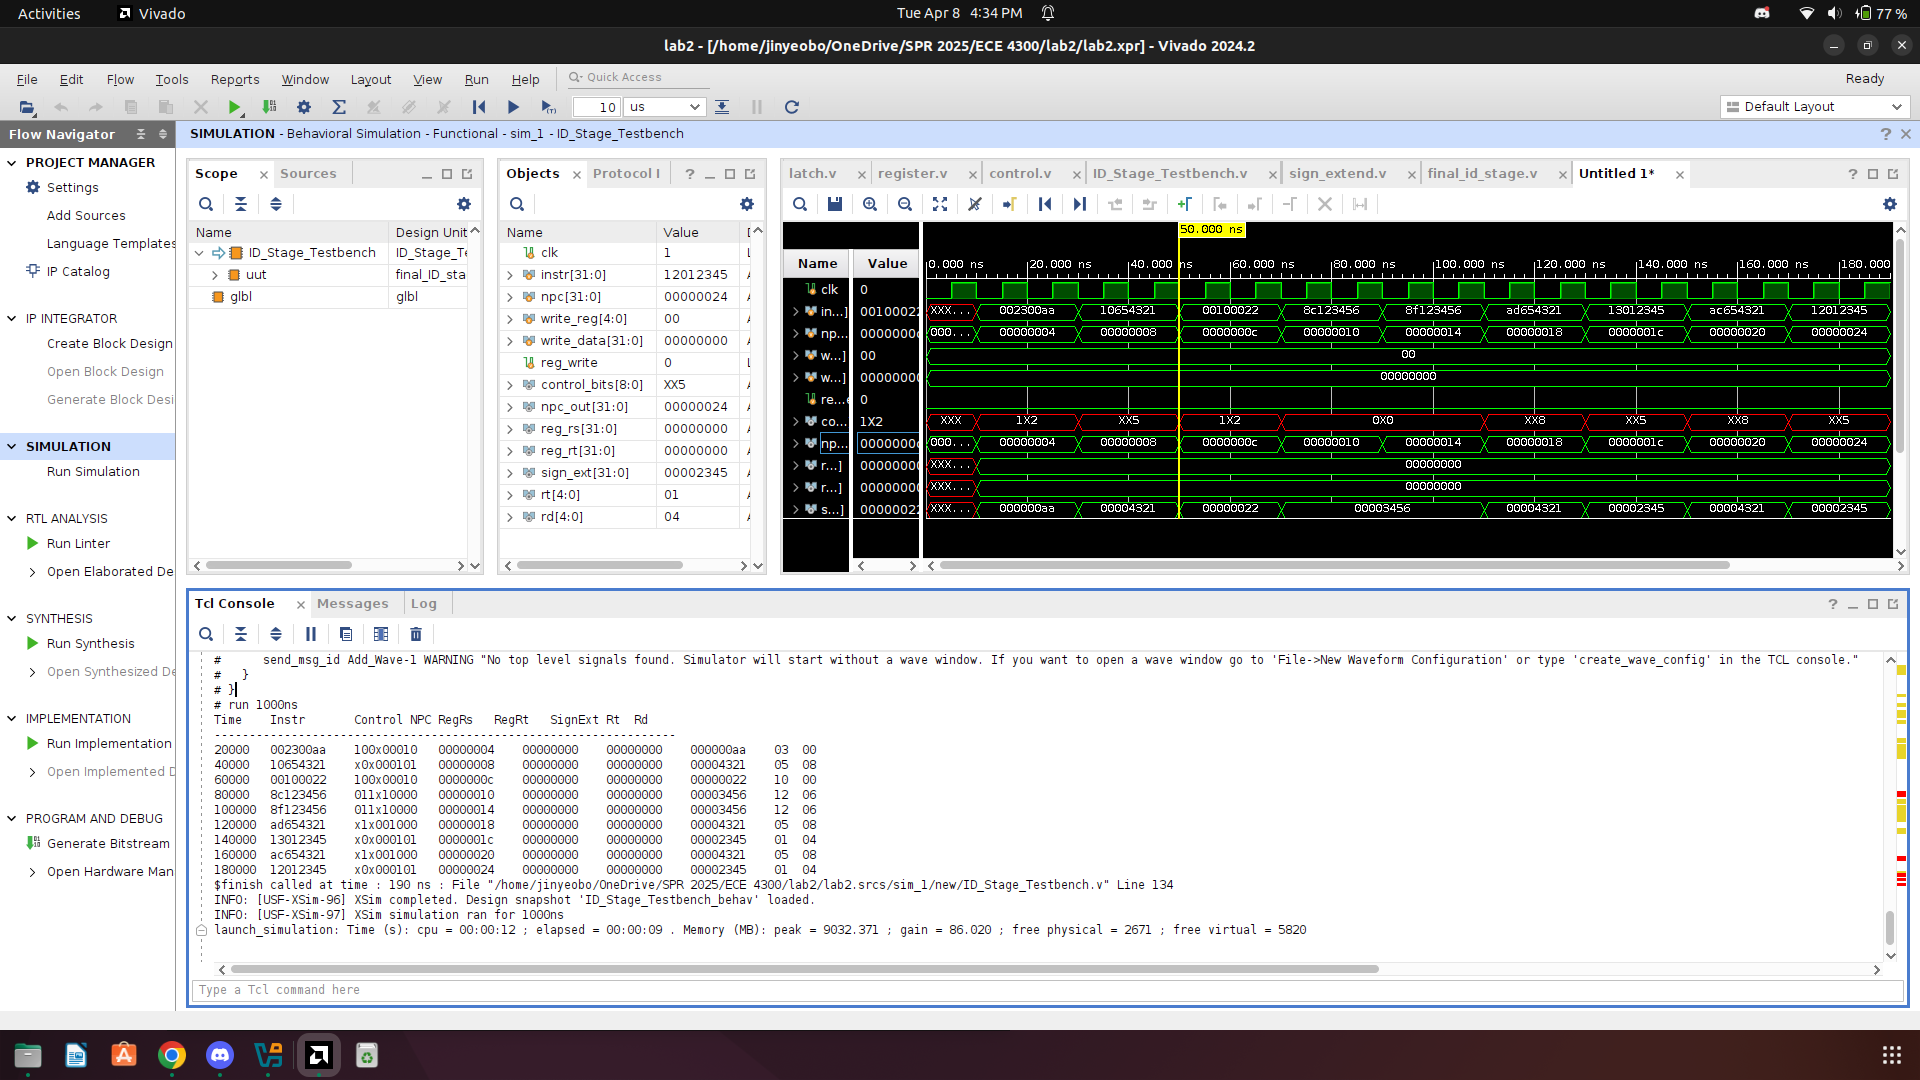 Activities
Vivado
Tue Apr 8 4:34 PM
77 %
lab2 - [/home/jinyeobo/OneDrive/SPR 2025/ECE 4300/lab2/lab2.xpr] - Vivado 2024.2
File Edit Flow Tools Reports Window Layout View Run Help
Quick Access
Ready
10 us
Default Layout
Flow Navigator
SIMULATION - Behavioral Simulation - Functional - sim_1 - ID_Stage_Testbench
PROJECT MANAGER
Settings
Add Sources
Language Templates
IP Catalog
IP INTEGRATOR
Create Block Design
Open Block Design
Generate Block Desi
SIMULATION
Run Simulation
RTL ANALYSIS
Run Linter
Open Elaborated De
SYNTHESIS
Run Synthesis
Open Synthesized De
IMPLEMENTATION
Run Implementation
Open Implemented D
PROGRAM AND DEBUG
Generate Bitstream
Open Hardware Man
Scope Sources
Name Design Unit
ID_Stage_Testbench ID_Stage_Te
uut final_ID_sta
glbl glbl
Objects Protocol I
Name Value
clk 1
instr[31:0] 12012345
npc[31:0] 00000024
write_reg[4:0] 00
write_data[31:0] 00000000
reg_write 0
control_bits[8:0] XX5
npc_out[31:0] 00000024
reg_rs[31:0] 00000000
reg_rt[31:0] 00000000
sign_ext[31:0] 00002345
rt[4:0] 01
rd[4:0] 04
latch.v register.v control.v ID_Stage_Testbench.v sign_extend.v final_id_stage.v Untitled 1*
50.000 ns
Name Value
0.000 ns 20.000 ns 40.000 ns 60.000 ns 80.000 ns 100.000 ns 120.000 ns 140.000 ns 160.000 ns 180.000
clk 0
in...] 00100022 XXX... 002300aa 10654321 00100022 8c123456 8f123456 ad654321 13012345 ac654321 12012345
np... 0000000c 000... 00000004 00000008 0000000c 00000010 00000014 00000018 0000001c 00000020 00000024
w...] 00 00
w...] 0000000 00000000
re... 0
co... 1X2 XXX 1X2 XX5 1X2 0X0 XX8 XX5 XX8 XX5
np... 0000000c 000... 00000004 00000008 0000000c 00000010 00000014 00000018 0000001c 00000020 00000024
r...] 0000000 XXX... 00000000
r...] 0000000 XXX... 00000000
s...] 00000022 XXX... 000000aa 00004321 00000022 00003456 00004321 00002345 00004321 00002345
Tcl Console Messages Log
# send_msg_id Add_Wave-1 WARNING "No top level signals found. Simulator will start without a wave window. If you want to open a wave window go to 'File->New Waveform Configuration' or type 'create_wave_config' in the TCL console."
# }
# }
# run 1000ns
Time Instr Control NPC RegRs RegRt SignExt Rt Rd
------------------------------------------------------------------
20000 002300aa 100x00010 00000004 00000000 00000000 000000aa 03 00
40000 10654321 x0x000101 00000008 00000000 00000000 00004321 05 08
60000 00100022 100x00010 0000000c 00000000 00000000 00000022 10 00
80000 8c123456 011x10000 00000010 00000000 00000000 00003456 12 06
100000 8f123456 011x10000 00000014 00000000 00000000 00003456 12 06
120000 ad654321 x1x001000 00000018 00000000 00000000 00004321 05 08
140000 13012345 x0x000101 0000001c 00000000 00000000 00002345 01 04
160000 ac654321 x1x001000 00000020 00000000 00000000 00004321 05 08
180000 12012345 x0x000101 00000024 00000000 00000000 00002345 01 04
$finish called at time : 190 ns : File "/home/jinyeobo/OneDrive/SPR 2025/ECE 4300/lab2/lab2.srcs/sim_1/new/ID_Stage_Testbench.v" Line 134
INFO: [USF-XSim-96] XSim completed. Design snapshot 'ID_Stage_Testbench_behav' loaded.
INFO: [USF-XSim-97] XSim simulation ran for 1000ns
launch_simulation: Time (s): cpu = 00:00:12 ; elapsed = 00:00:09 . Memory (MB): peak = 9032.371 ; gain = 86.020 ; free physical = 2671 ; free virtual = 5820
Type a Tcl command here